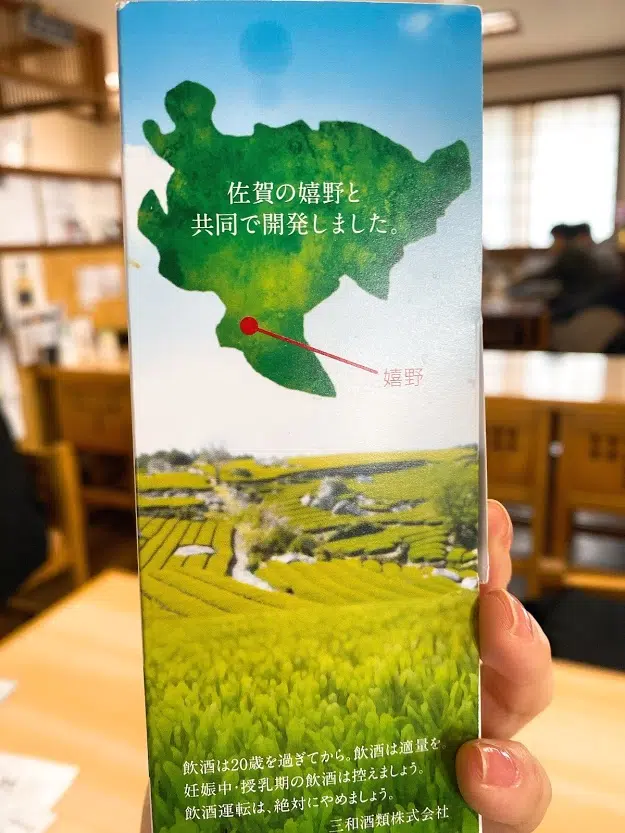 佐賀の嬉野と
共同で開発しました。
嬉野
飲酒は20歳を過ぎてから。飲酒は適量を。
妊娠中・授乳期の飲酒は控えましょう。
飲酒運転は、絶対にやめましょう。
三和酒類株式会社